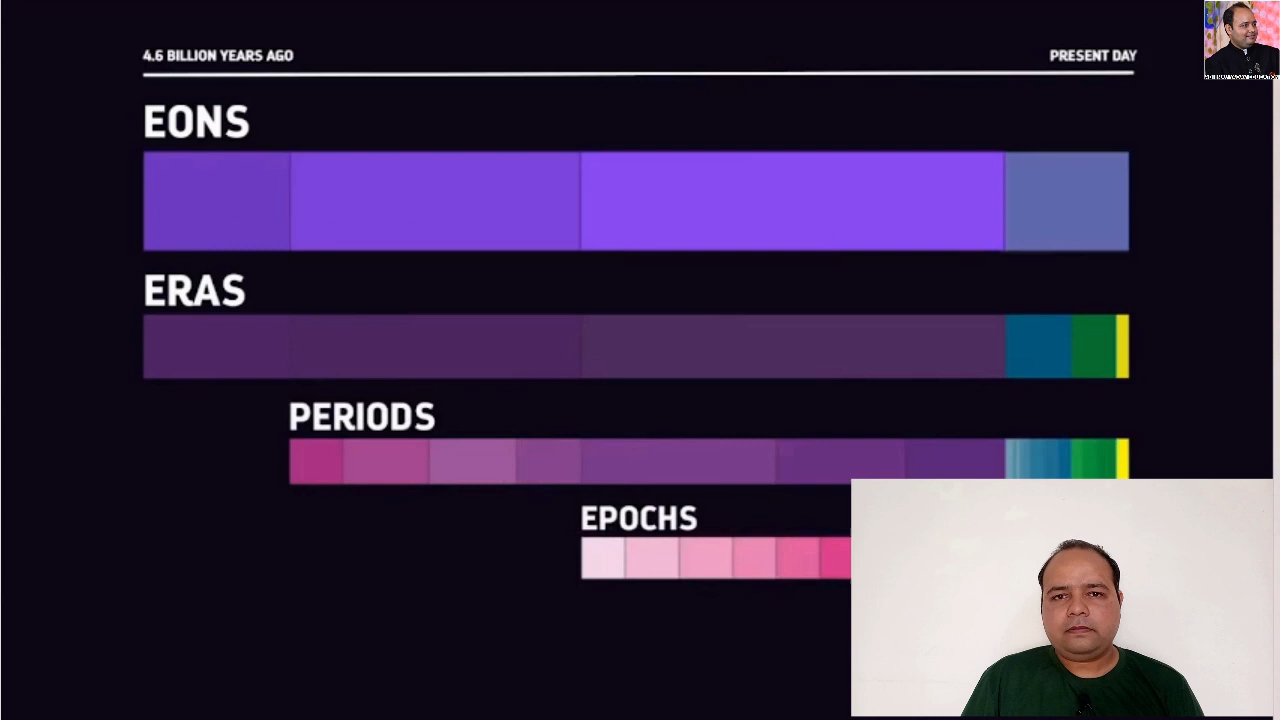 4.6 BILLION YEARS AGO
PRESENT DAY
EONS
ERAS
PERIODS
EPOCHS